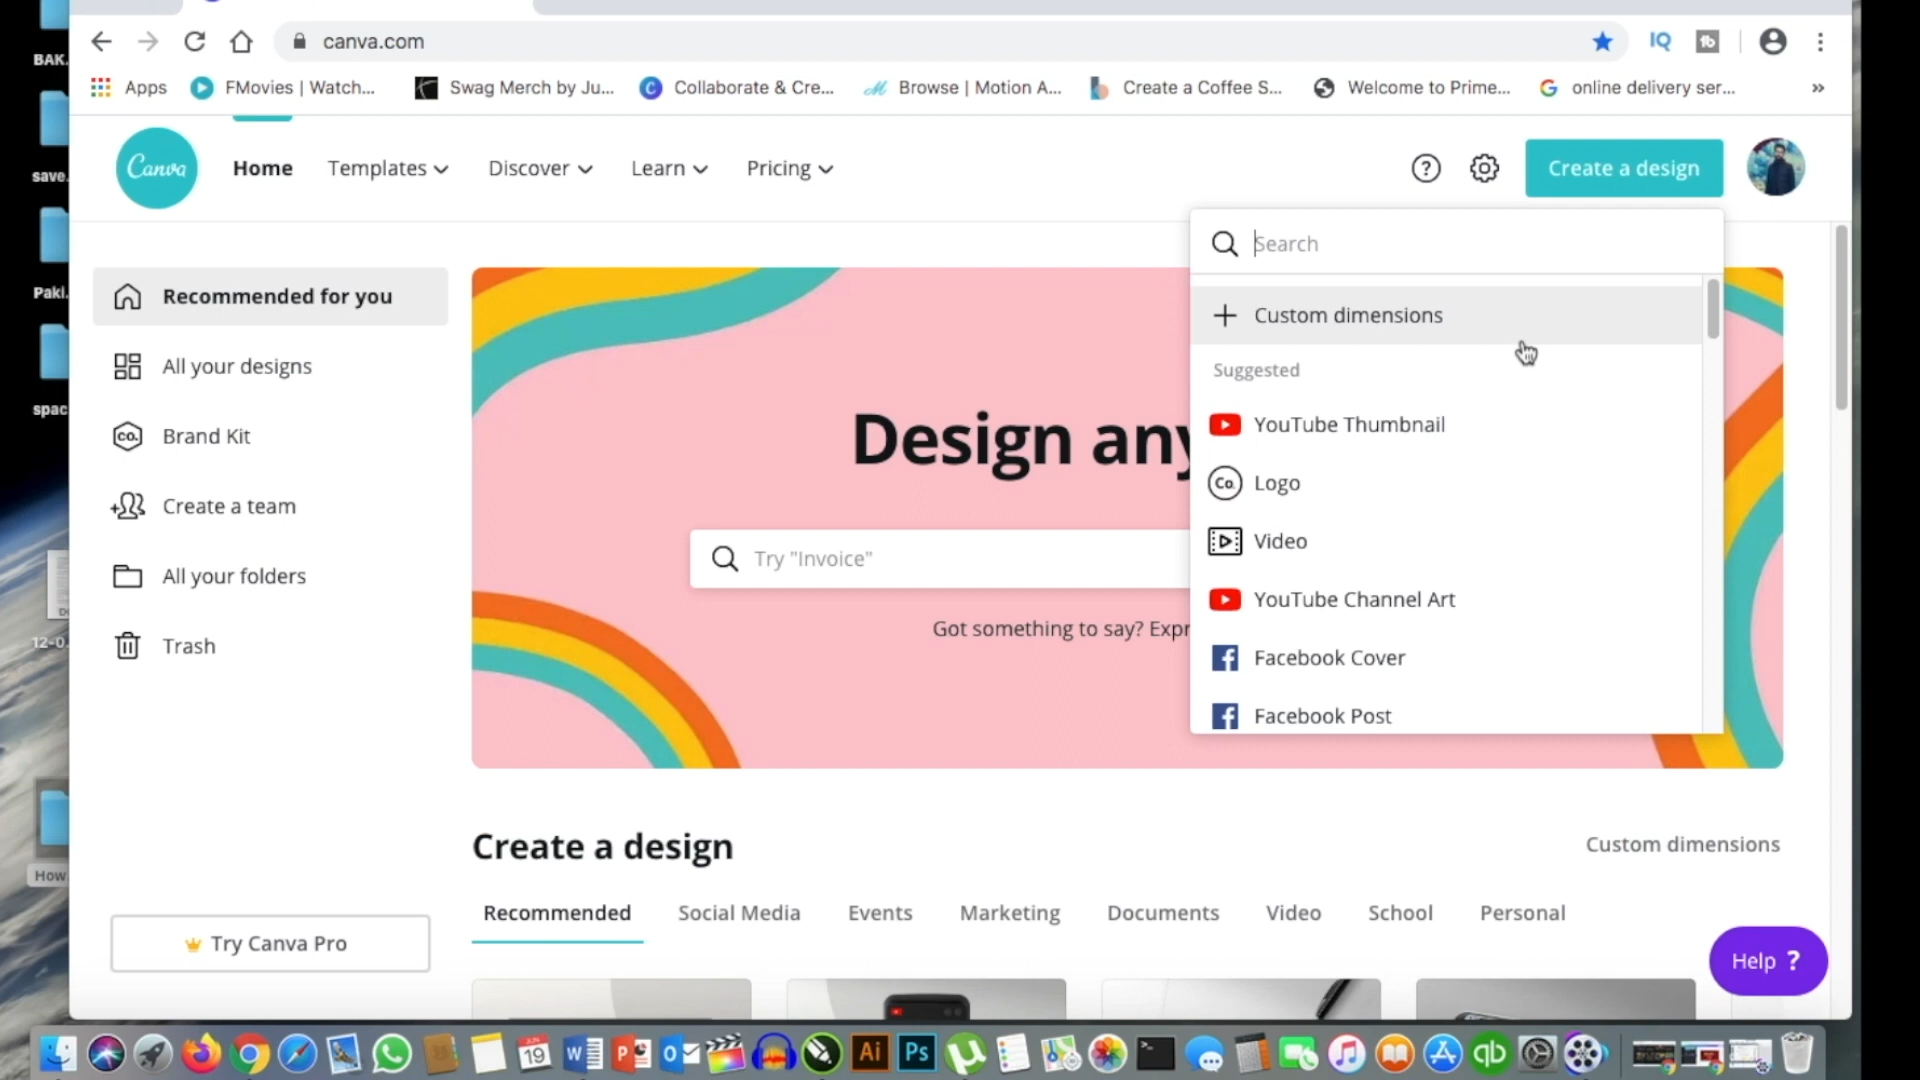 BAK.
save.
Paki.
spac
12-0.
How
canva.com
Apps
FMovies | Watch...
Swag Merch by Ju...
Collaborate & Cre...
Browse | Motion A...
Create a Coffee S...
Welcome to Prime...
online delivery ser...
»
Canva
Home
Templates
Discover
Learn
Pricing
Create a design
Search
Custom dimensions
Suggested
YouTube Thumbnail
Logo
Video
YouTube Channel Art
Facebook Cover
Facebook Post
Recommended for you
All your designs
Brand Kit
Create a team
All your folders
Trash
Try Canva Pro
Design any
Try "Invoice"
Got something to say? Expr
Create a design
Custom dimensions
Recommended
Social Media
Events
Marketing
Documents
Video
School
Personal
Help ?